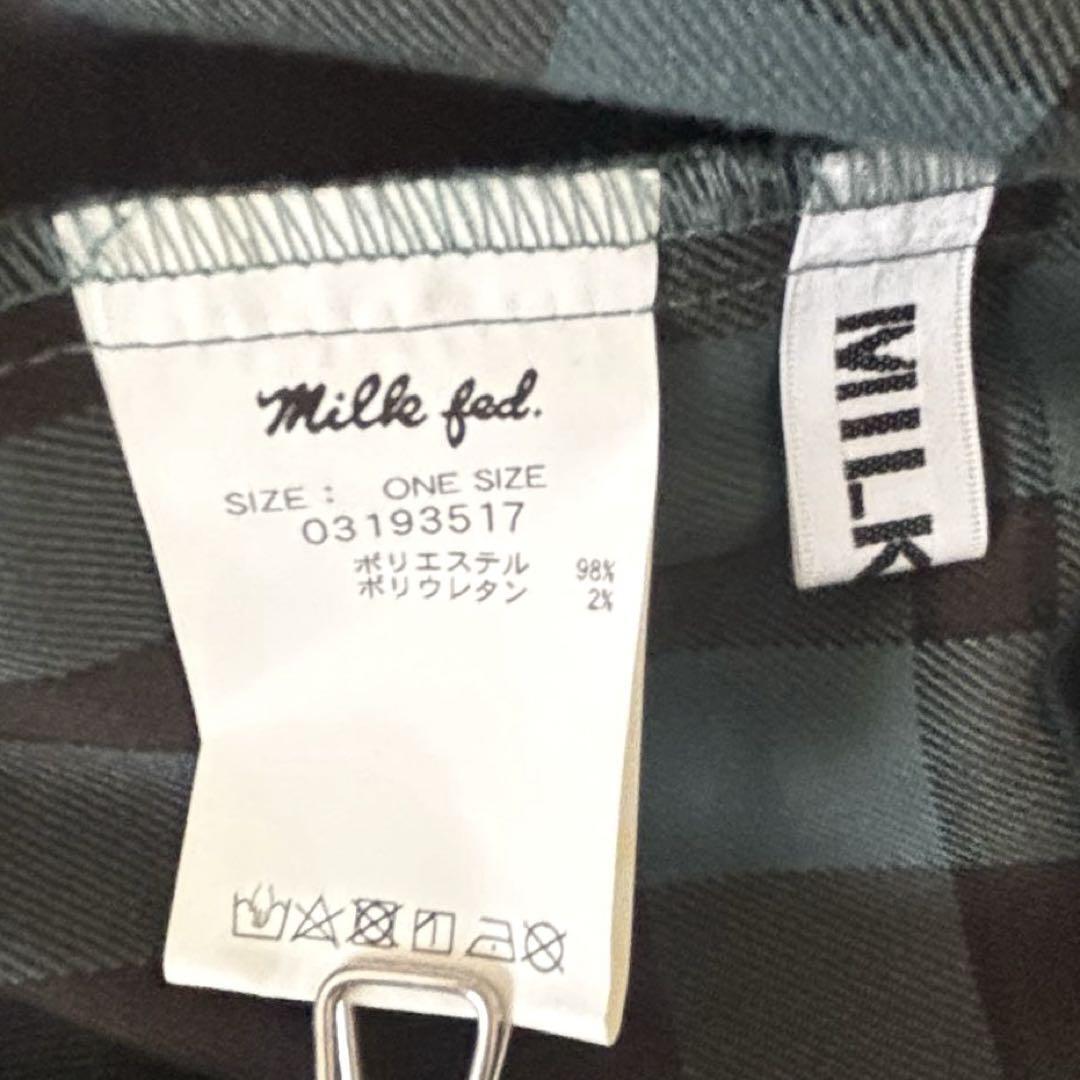 Milk fed.
SIZE : ONE SIZE
03193517
ポリエステル 98%
ポリウレタン 2%
MILK